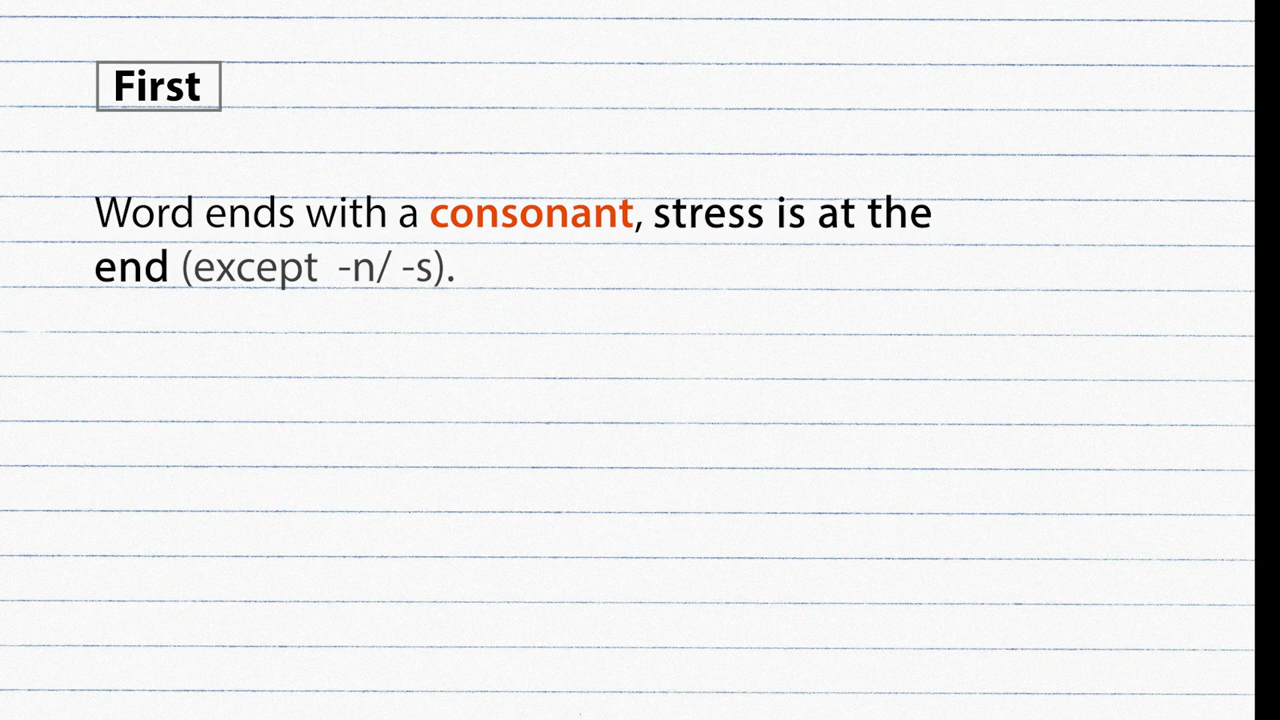 First
Word ends with a consonant, stress is at the
end (except -n/ -s).